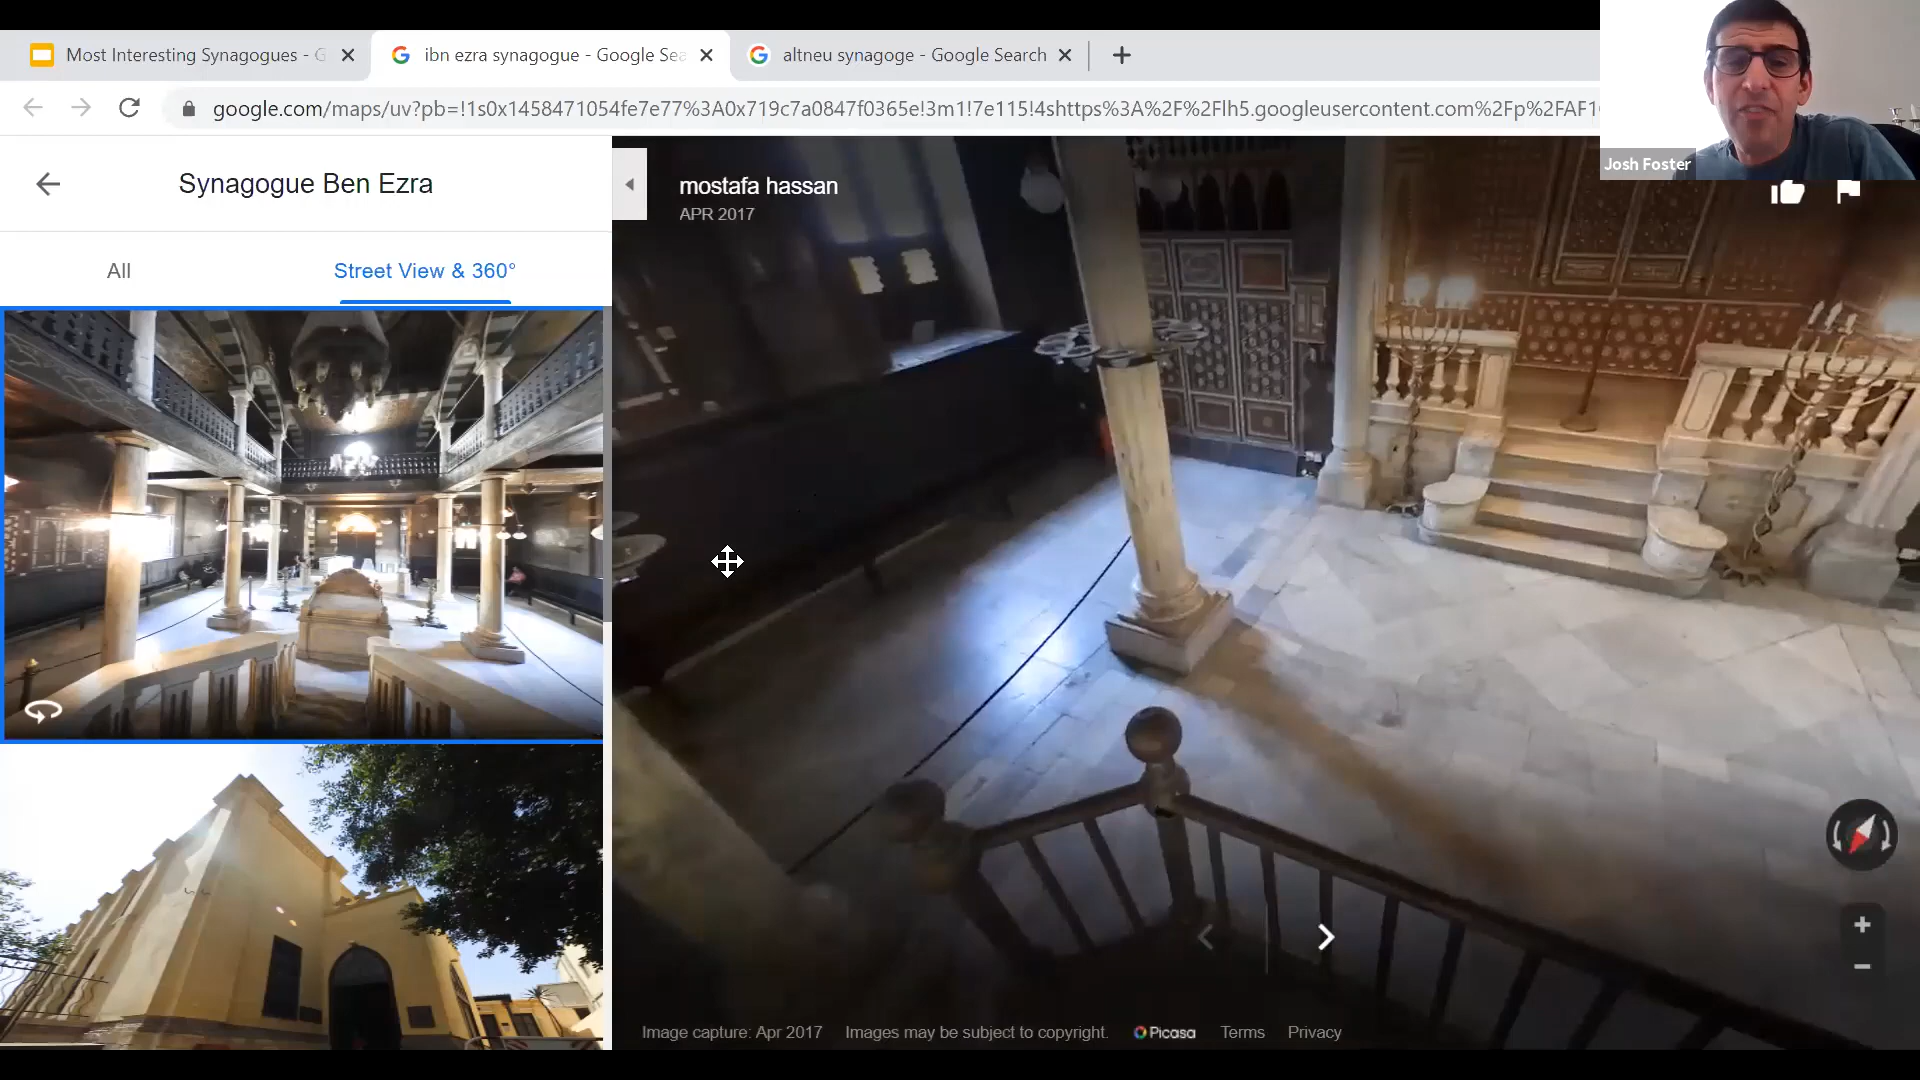 Most Interesting Synagogues - G
ibn ezra synagogue - Google Sea
altneu synagoge - Google Search
google.com/maps/uv?pb=!1s0x1458471054fe7e77%3A0x719c7a0847f0365e!3m1!7e115!4shttps%3A%2F%2Flh5.googleusercontent.com%2Fp%2FAF1
Josh Foster
Synagogue Ben Ezra
mostafa hassan
APR 2017
All
Street View & 360°
Image capture: Apr 2017 Images may be subject to copyright. Picasa Terms Privacy